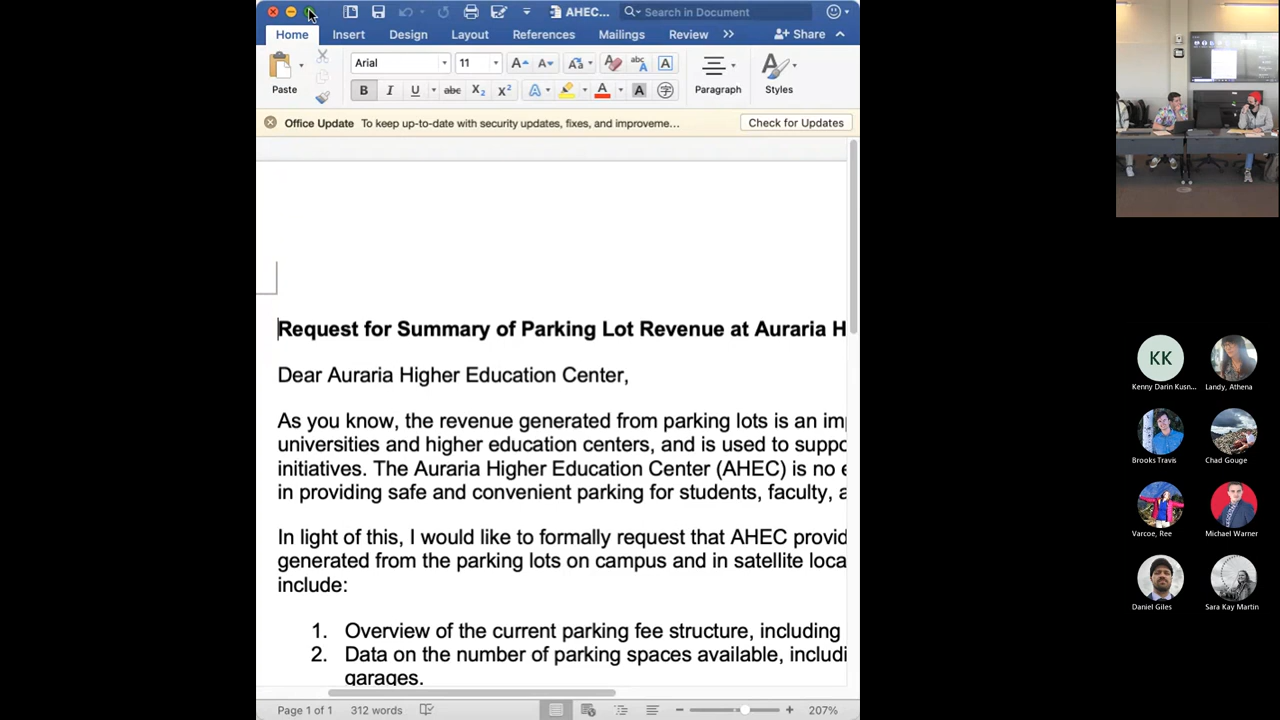 AHEC...
Search in Document
Home
Insert
Design
Layout
References
Mailings
Review
Share
Paste
Arial
11
Paragraph
Styles
Office Update To keep up-to-date with security updates, fixes, and improveme...
Check for Updates
Request for Summary of Parking Lot Revenue at Auraria H
Dear Auraria Higher Education Center,
As you know, the revenue generated from parking lots is an im
universities and higher education centers, and is used to suppo
initiatives. The Auraria Higher Education Center (AHEC) is no e
in providing safe and convenient parking for students, faculty, a
In light of this, I would like to formally request that AHEC provid
generated from the parking lots on campus and in satellite loca
include:
1. Overview of the current parking fee structure, including
2. Data on the number of parking spaces available, includi
garages.
Page 1 of 1
312 words
207%
KK
Kenny Darin Kusn...
Landy, Athena
Brooks Travis
Chad Gouge
Varcoe, Ree
Michael Warner
Daniel Giles
Sara Kay Martin